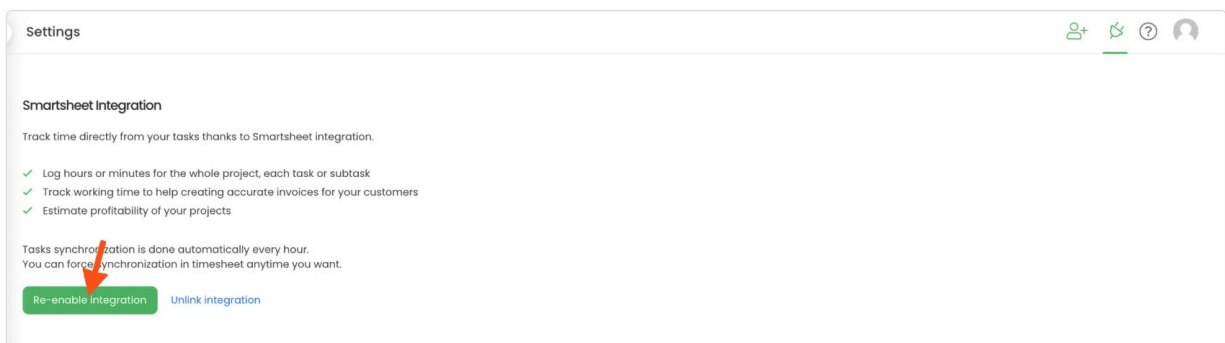 Settings
Smartsheet Integration
Track time directly from your tasks thanks to Smartsheet integration.
Log hours or minutes for the whole project, each task or subtask
Track working time to help creating accurate invoices for your customers
Estimate profitability of your projects
Tasks synchronization is done automatically every hour.
You can force synchronization in timesheet anytime you want.
Re-enable integration Unlink integration